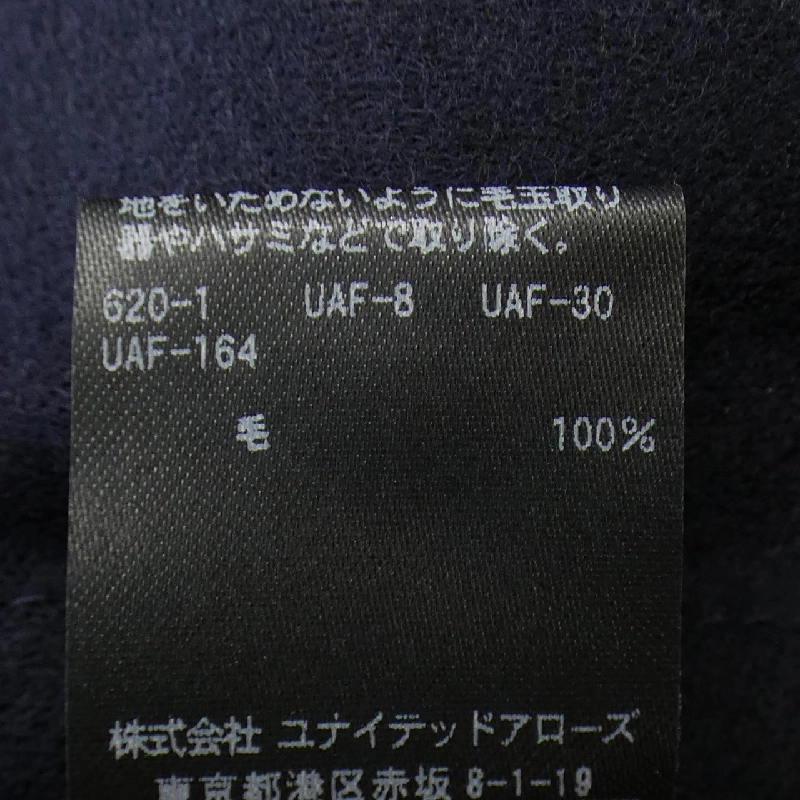 地をいためないように毛玉取り
器やハサミなどで取り除く。
620-1 UAF-8 UAF-30
UAF-164
毛 100%
株式会社 ユナイテッドアローズ
東京都港区赤坂 8-1-19